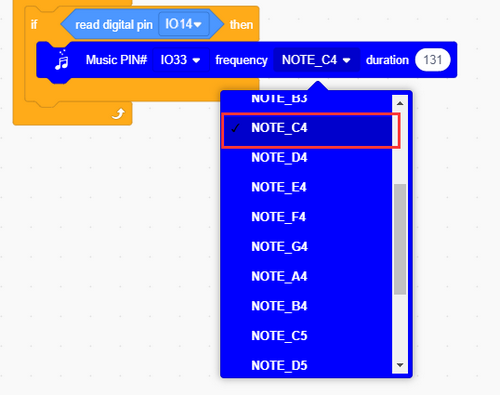 if read digital pin IO14 then
Music PIN# IO33 frequency NOTE_C4 duration 131
NOTE_B3
NOTE_C4
NOTE_D4
NOTE_E4
NOTE_F4
NOTE_G4
NOTE_A4
NOTE_B4
NOTE_C5
NOTE_D5